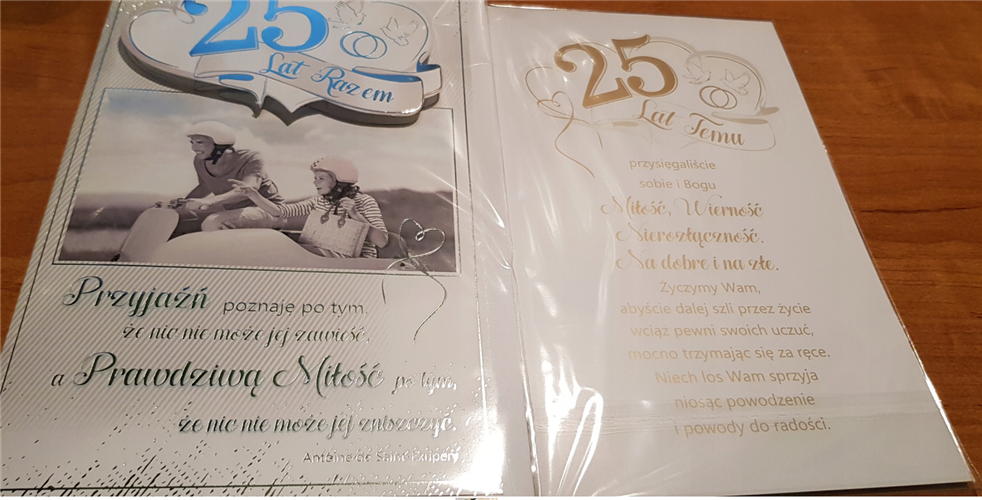 25
Lat Razem
Przyjaźń poznaję po tym,
że nic nie może jej zawieść,
a Prawdziwą Miłość po tym,
że nic nie może jej zniszczyć.
Antoine de Saint Exupery
25
Lat Temu
przysięgaliście
sobie i Bogu
Miłość, Wierność
Nierozłączność.
Na dobre i na złe.
Życzymy Wam,
abyście dalej szli przez życie
wciąż pewni swoich uczuć,
mocno trzymając się za ręce.
Niech los Wam sprzyja
niosąc powodzenie
i powody do radości.